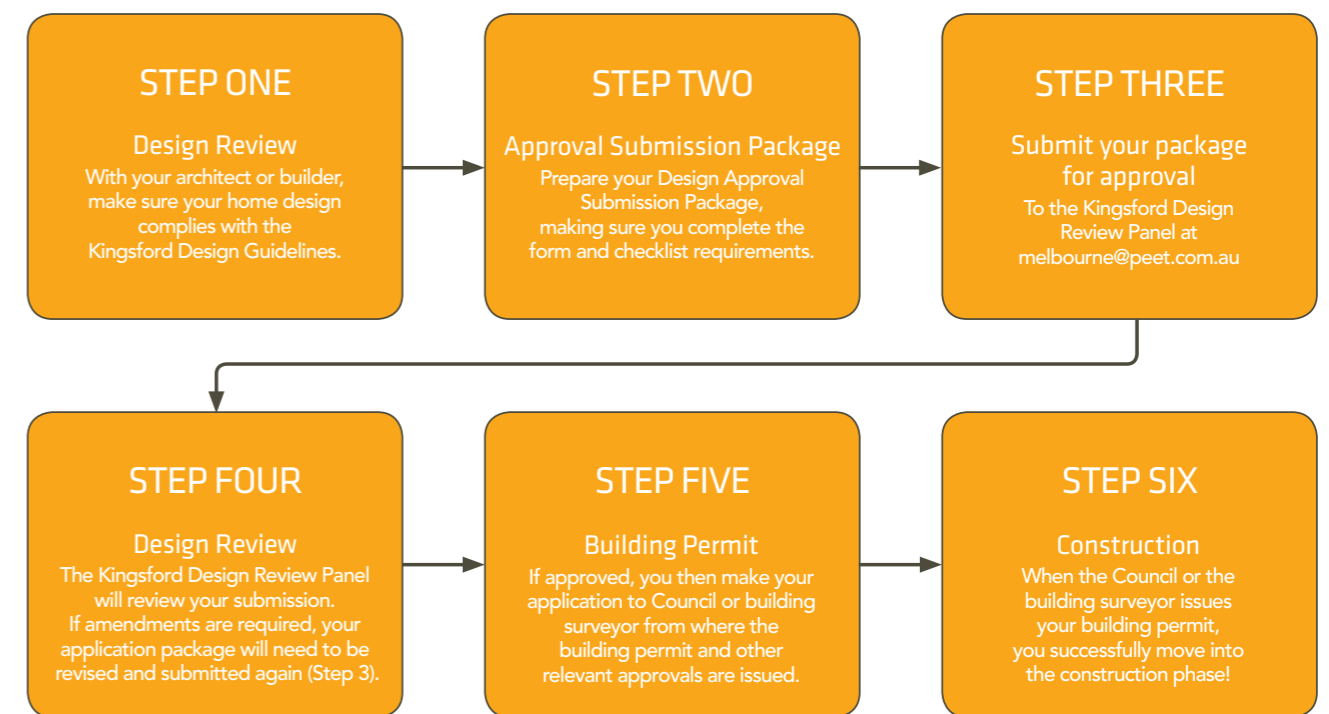 STEP ONE
Design Review
With your architect or builder,
make sure your home design
complies with the
Kingsford Design Guidelines.
STEP TWO
Approval Submission Package
Prepare your Design Approval
Submission Package,
making sure you complete the
form and checklist requirements.
STEP THREE
Submit your package
for approval
To the Kingsford Design
Review Panel at
melbourne@peet.com.au
STEP FOUR
Design Review
The Kingsford Design Review Panel
will review your submission.
If amendments are required, your
application package will need to be
revised and submitted again (Step 3).
STEP FIVE
Building Permit
If approved, you then make your
application to Council or building
surveyor from where the
building permit and other
relevant approvals are issued.
STEP SIX
Construction
When the Council or the
building surveyor issues
your building permit,
you successfully move into
the construction phase!